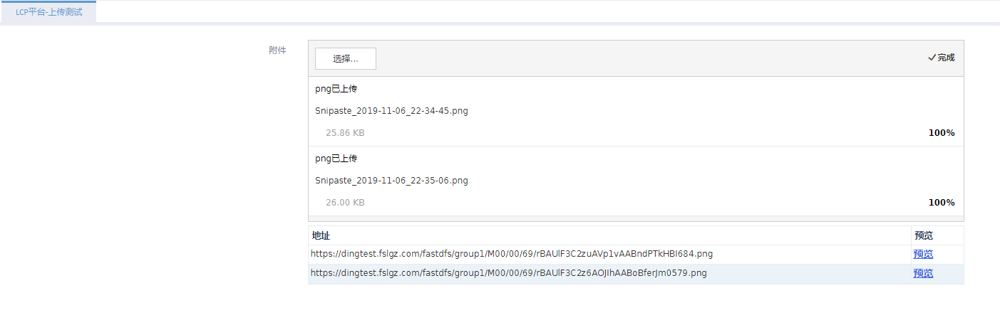 LCP平台-上传测试
附件
选择...
完成
png已上传
Snipaste_2019-11-06_22-34-45.png
25.86 KB
100%
png已上传
Snipaste_2019-11-06_22-35-06.png
26.00 KB
100%
地址 预览
https://dingtest.fslgz.com/fastdfs/group1/M00/00/69/rBAUlF3C2zuAVp1vAABndPTkHBI684.png 预览
https://dingtest.fslgz.com/fastdfs/group1/M00/00/69/rBAUlF3C2z6AOJIhAABoBferJm0579.png 预览